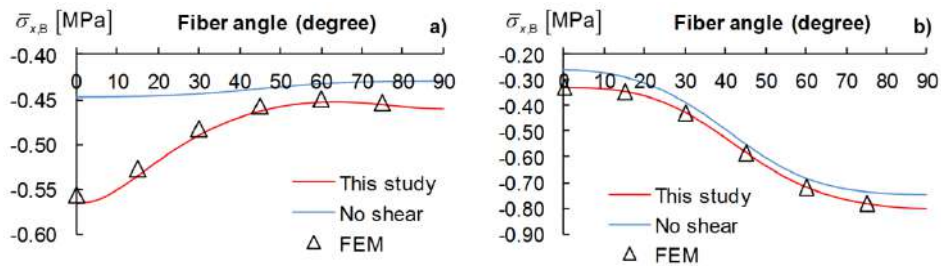 σ̅x,B [MPa] Fiber angle (degree) a)
-0.40
0 10 20 30 40 50 60 70 80 90
-0.45
-0.50
-0.55
-0.60
This study
No shear
FEM
σ̅x,B [MPa] Fiber angle (degree) b)
-0.20
0 10 20 30 40 50 60 70 80 90
-0.30
-0.40
-0.50
-0.60
-0.70
-0.80
-0.90
This study
No shear
FEM